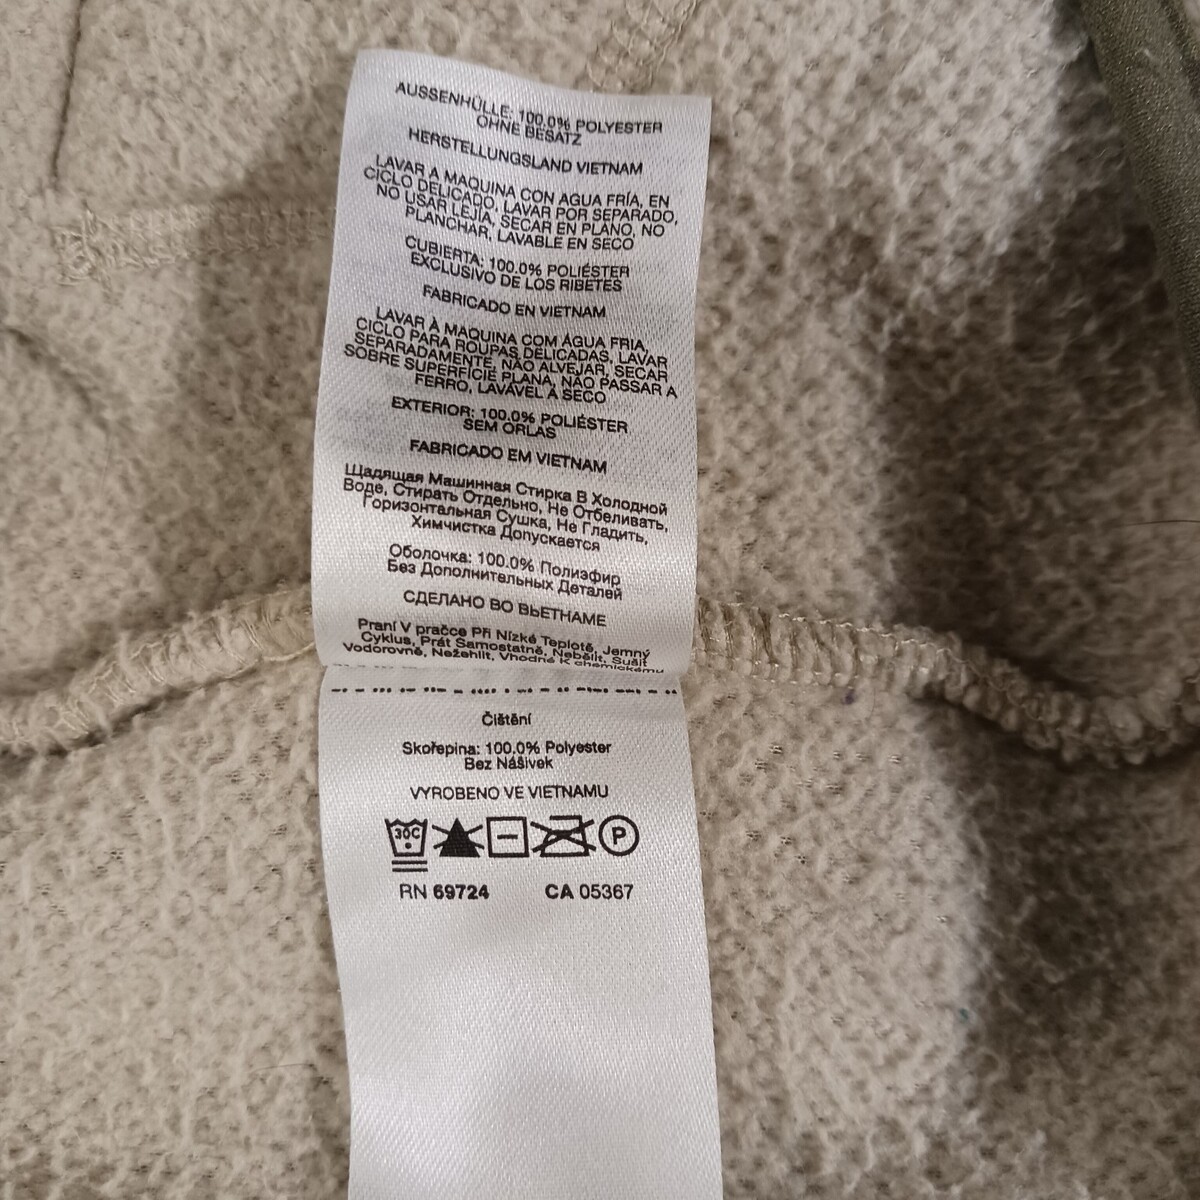 AUSSENHÜLLE: 100.0% POLYESTER
OHNE BESATZ
HERSTELLUNGSLAND VIETNAM
LAVAR A MAQUINA CON AGUA FRÍA, EN
CICLO DELICADO, LAVAR POR SEPARADO,
NO USAR LEJÍA, SECAR EN PLANO, NO
PLANCHAR, LAVABLE EN SECO
CUBIERTA: 100.0% POLIÉSTER
EXCLUSIVO DE LOS RIBETES
FABRICADO EN VIETNAM
LAVAR À MAQUINA COM ÁGUA FRIA,
CICLO PARA ROUPAS DELICADAS, LAVAR
SEPARADAMENTE, NÃO ALVEJAR, SECAR
SOBRE SUPERFÍCIE PLANA, NÃO PASSAR A
FERRO, LAVÁVEL A SECO
EXTERIOR: 100.0% POLIÉSTER
SEM ORLAS
FABRICADO EM VIETNAM
Щадящая Машинная Стирка В Холодной
Воде, Стирать Отдельно, Не Отбеливать,
Горизонтальная Сушка, Не Гладить,
Химчистка Допускается
Оболочка: 100.0% Полиэфир
Без Дополнительных Деталей
СДЕЛАНО ВО ВЬЕТНАМЕ
Praní V pračce Při Nízké Teplotě, Jemný
Cyklus, Prát Samostatně, Nebělit, Sušit
Vodorovně, Nežehlit, Vhodné K chemickému
Čištění
Skořepina: 100.0% Polyester
Bez Nášivek
VYROBENO VE VIETNAMU
30C P
RN 69724 CA 05367